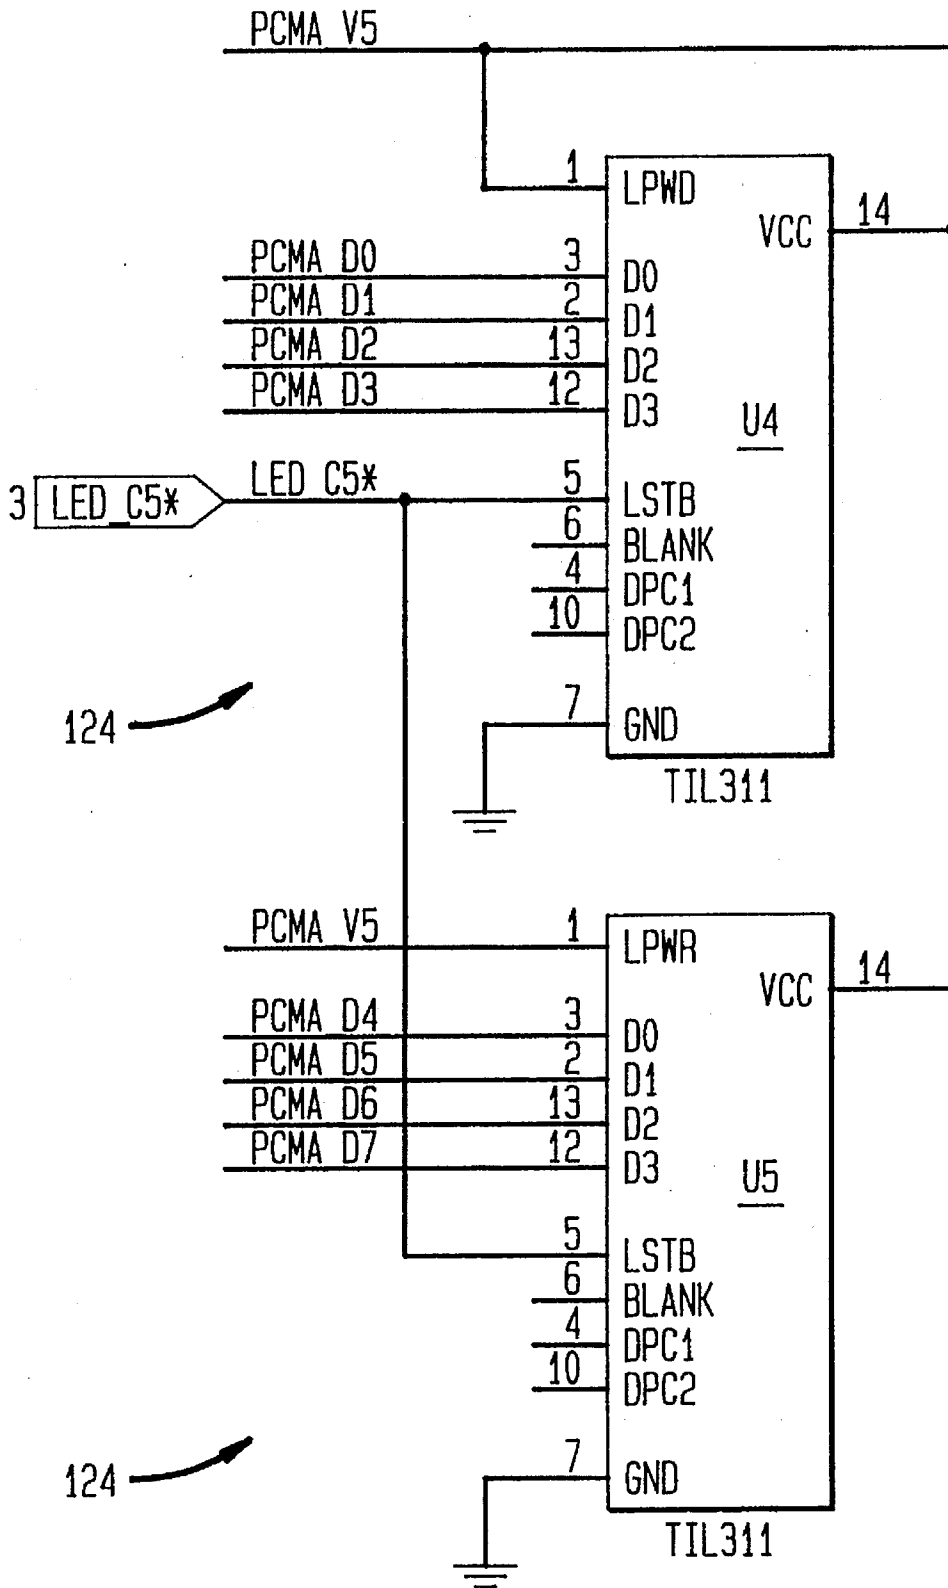 PCMA V5
1 LPWD
VCC 14
PCMA D0 3 D0
PCMA D1 2 D1
PCMA D2 13 D2
PCMA D3 12 D3
U4
3 LED_C5* LED C5* 5 LSTB
6 BLANK
4 DPC1
10 DPC2
124
7 GND
TIL311
PCMA V5 1 LPWR
VCC 14
PCMA D4 3 D0
PCMA D5 2 D1
PCMA D6 13 D2
PCMA D7 12 D3
U5
5 LSTB
6 BLANK
4 DPC1
10 DPC2
124
7 GND
TIL311